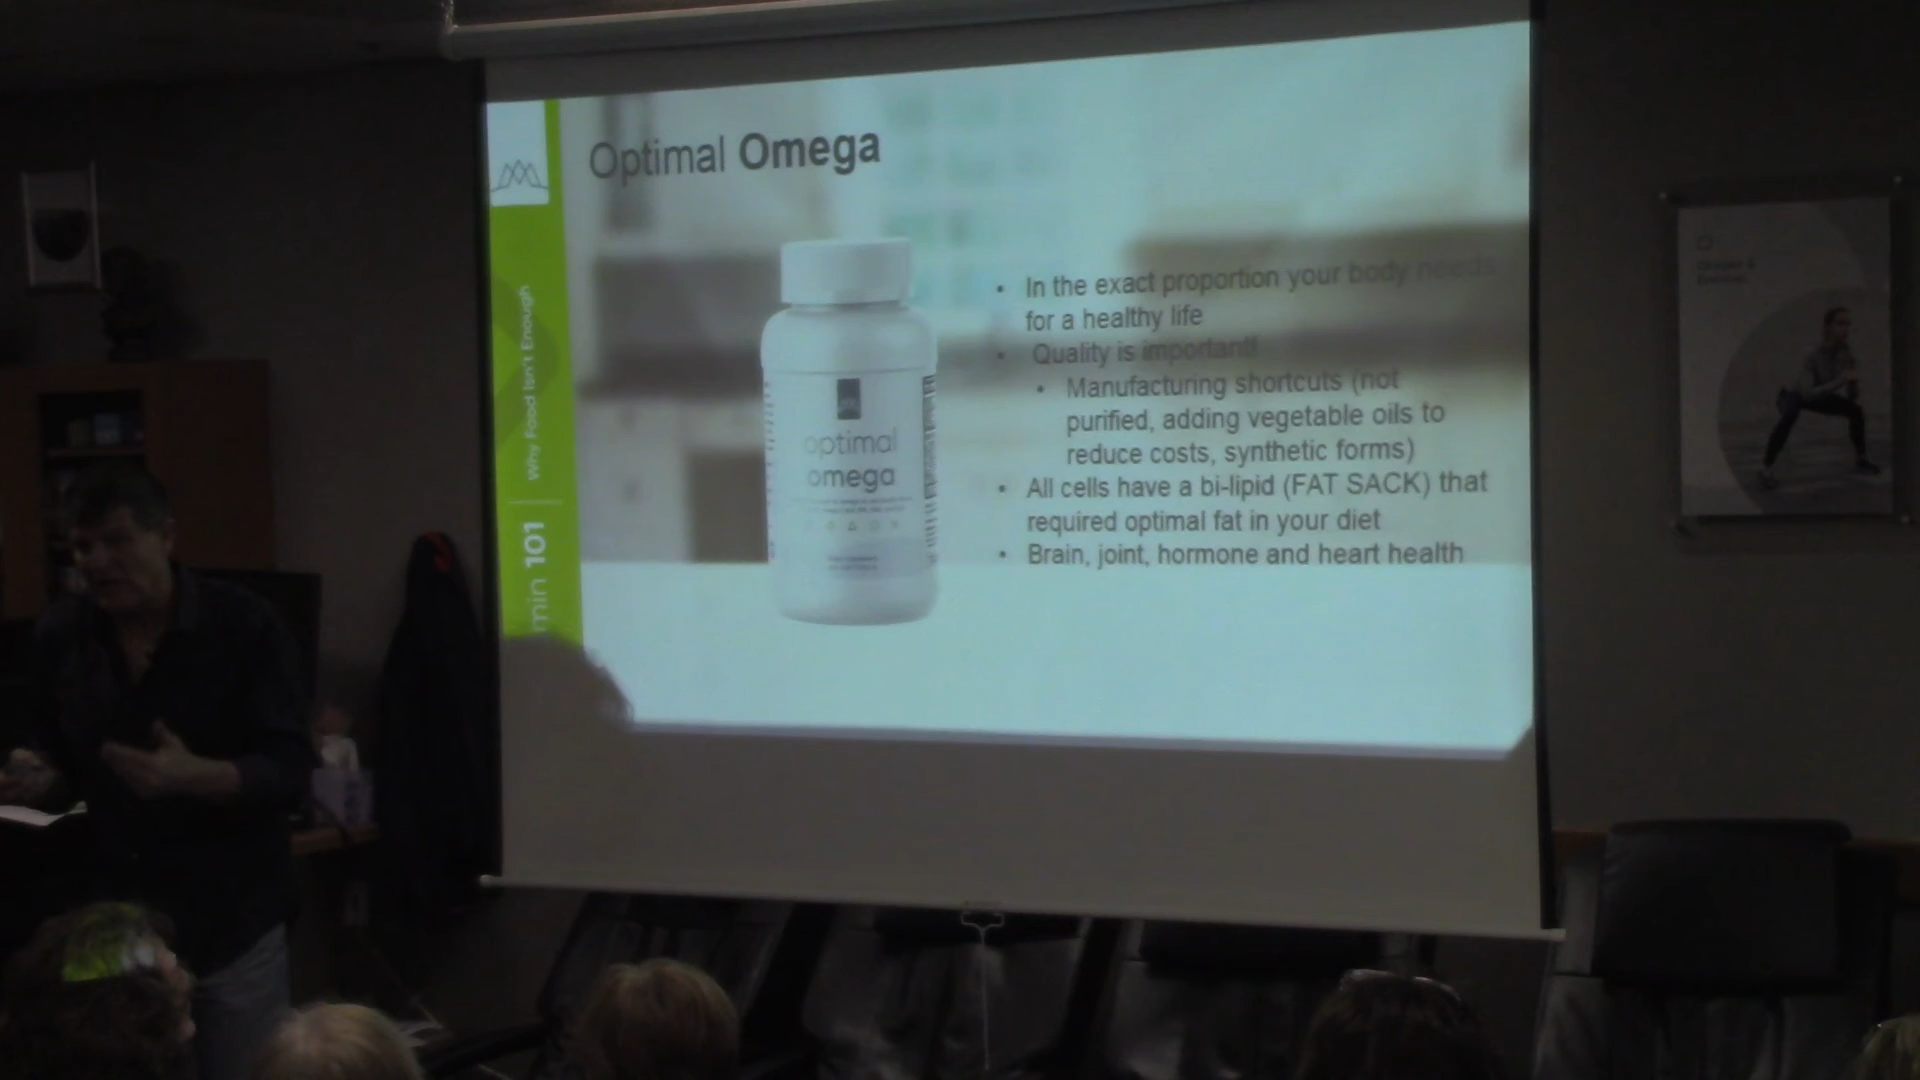 Optimal Omega
Why Food Isn't Enough
min 101
optimal
omega
• In the exact proportion your body needs
for a healthy life
• Quality is important!
• Manufacturing shortcuts (not
purified, adding vegetable oils to
reduce costs, synthetic forms)
• All cells have a bi-lipid (FAT SACK) that
required optimal fat in your diet
• Brain, joint, hormone and heart health